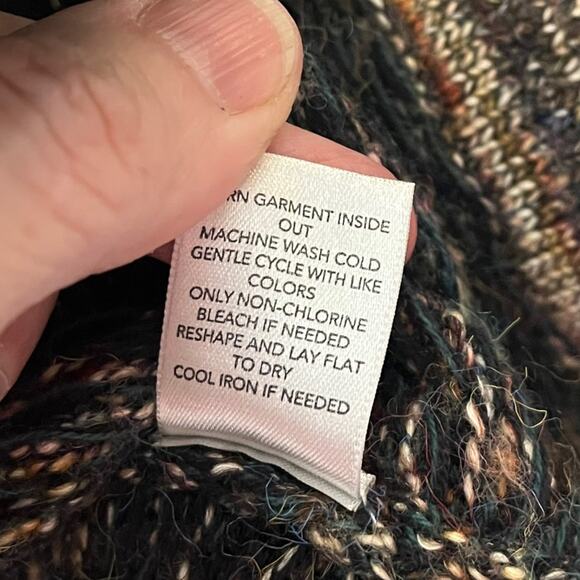 RN GARMENT INSIDE
OUT
MACHINE WASH COLD
GENTLE CYCLE WITH LIKE
COLORS
ONLY NON-CHLORINE
BLEACH IF NEEDED
RESHAPE AND LAY FLAT
TO DRY
COOL IRON IF NEEDED